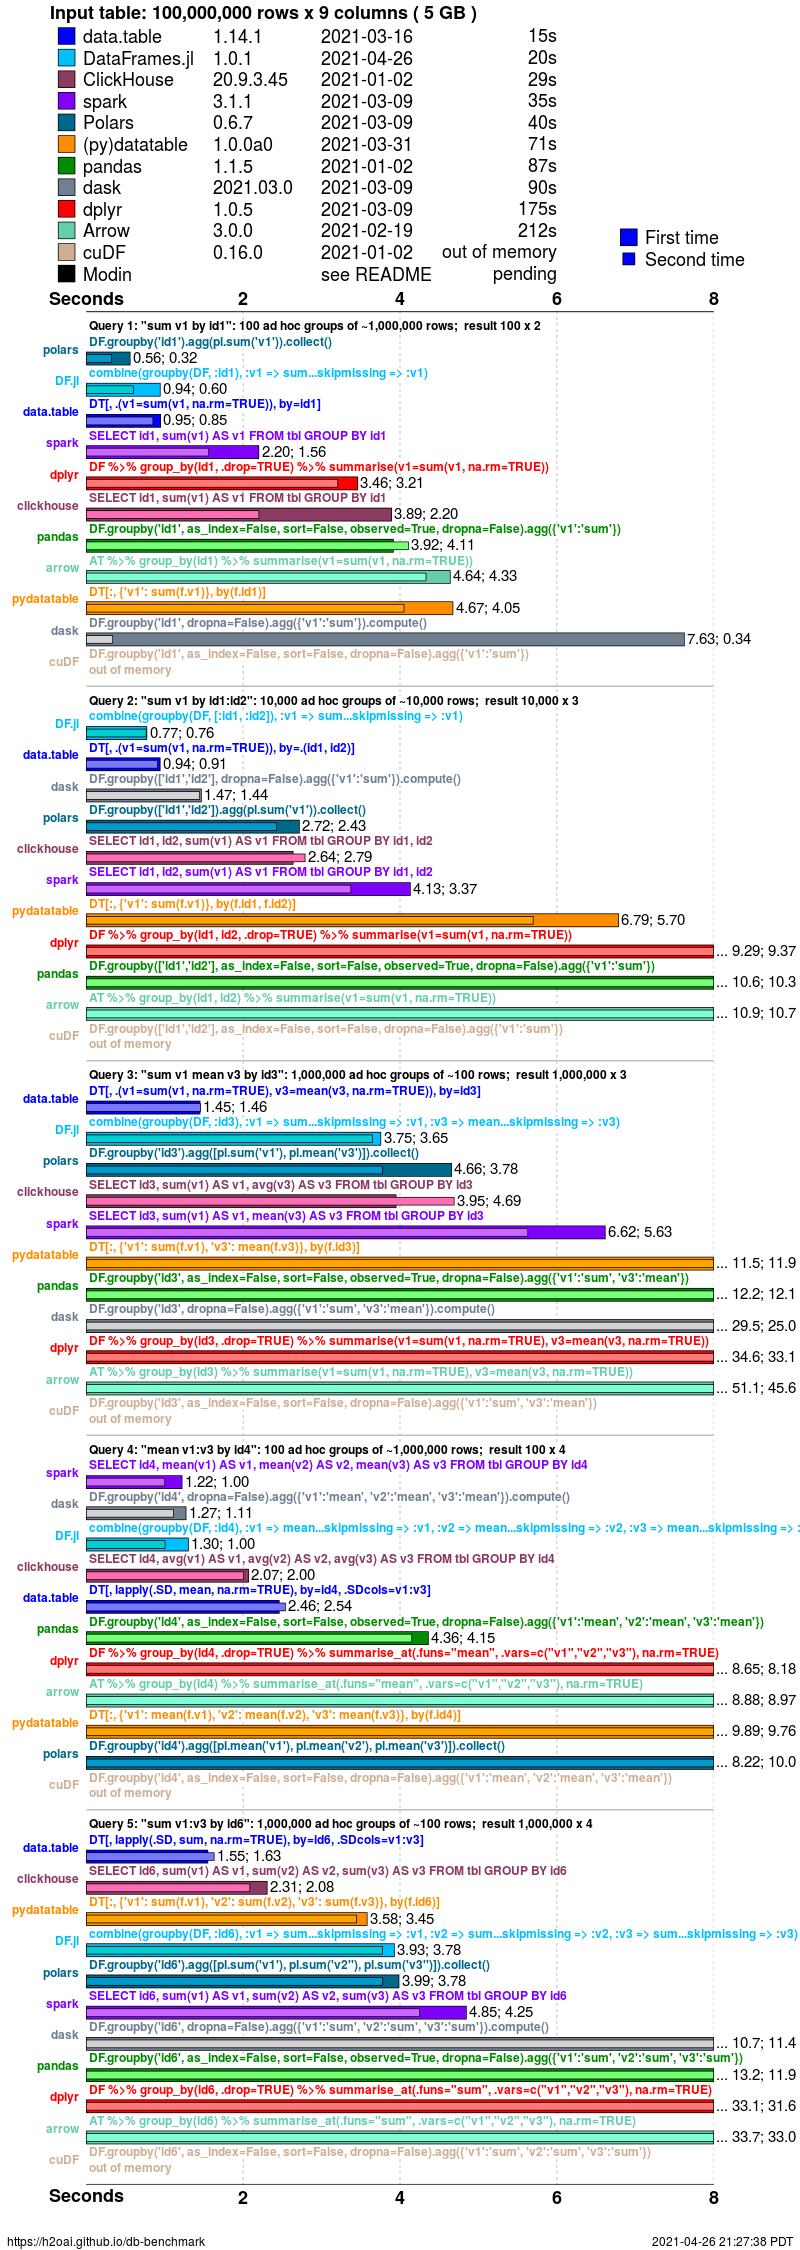 Input table: 100,000,000 rows x 9 columns ( 5 GB )
data.table 1.14.1 2021-03-16 15s
DataFrames.jl 1.0.1 2021-04-26 20s
ClickHouse 20.9.3.45 2021-01-02 29s
spark 3.1.1 2021-03-09 35s
Polars 0.6.7 2021-03-09 40s
(py)datatable 1.0.0a0 2021-03-31 71s
pandas 1.1.5 2021-01-02 87s
dask 2021.03.0 2021-03-09 90s
dplyr 1.0.5 2021-03-09 175s
Arrow 3.0.0 2021-02-19 212s
cuDF 0.16.0 2021-01-02 out of memory
Modin see README pending
First time
Second time
Seconds 2 4 6 8
Query 1: "sum v1 by id1": 100 ad hoc groups of ~1,000,000 rows; result 100 x 2
DF.groupby('id1').agg(pl.sum('v1')).collect()
polars 0.56; 0.32
combine(groupby(DF, :id1), :v1 => sum...skipmissing => :v1)
DF.jl 0.94; 0.60
DT[, .(v1=sum(v1, na.rm=TRUE)), by=id1]
data.table 0.95; 0.85
SELECT id1, sum(v1) AS v1 FROM tbl GROUP BY id1
spark 2.20; 1.56
DF %>% group_by(id1, .drop=TRUE) %>% summarise(v1=sum(v1, na.rm=TRUE))
dplyr 3.46; 3.21
SELECT id1, sum(v1) AS v1 FROM tbl GROUP BY id1
clickhouse 3.89; 2.20
DF.groupby('id1', as_index=False, sort=False, observed=True, dropna=False).agg({'v1':'sum'})
pandas 3.92; 4.11
AT %>% group_by(id1) %>% summarise(v1=sum(v1, na.rm=TRUE))
arrow 4.64; 4.33
DT[:, {'v1': sum(f.v1)}, by(f.id1)]
pydatatable 4.67; 4.05
DF.groupby('id1', dropna=False).agg({'v1':'sum'}).compute()
dask 7.63; 0.34
DF.groupby('id1', as_index=False, sort=False, dropna=False).agg({'v1':'sum'})
cuDF out of memory
Query 2: "sum v1 by id1:id2": 10,000 ad hoc groups of ~10,000 rows; result 10,000 x 3
combine(groupby(DF, [:id1, :id2]), :v1 => sum...skipmissing => :v1)
DF.jl 0.77; 0.76
DT[, .(v1=sum(v1, na.rm=TRUE)), by=.(id1, id2)]
data.table 0.94; 0.91
DF.groupby(['id1','id2'], dropna=False).agg({'v1':'sum'}).compute()
dask 1.47; 1.44
DF.groupby(['id1','id2']).agg(pl.sum('v1')).collect()
polars 2.72; 2.43
SELECT id1, id2, sum(v1) AS v1 FROM tbl GROUP BY id1, id2
clickhouse 2.64; 2.79
SELECT id1, id2, sum(v1) AS v1 FROM tbl GROUP BY id1, id2
spark 4.13; 3.37
DT[:, {'v1': sum(f.v1)}, by(f.id1, f.id2)]
pydatatable 6.79; 5.70
DF %>% group_by(id1, id2, .drop=TRUE) %>% summarise(v1=sum(v1, na.rm=TRUE))
dplyr ... 9.29; 9.37
DF.groupby(['id1','id2'], as_index=False, sort=False, observed=True, dropna=False).agg({'v1':'sum'})
pandas ... 10.6; 10.3
AT %>% group_by(id1, id2) %>% summarise(v1=sum(v1, na.rm=TRUE))
arrow ... 10.9; 10.7
DF.groupby(['id1','id2'], as_index=False, sort=False, dropna=False).agg({'v1':'sum'})
cuDF out of memory
Query 3: "sum v1 mean v3 by id3": 1,000,000 ad hoc groups of ~100 rows; result 1,000,000 x 3
DT[, .(v1=sum(v1, na.rm=TRUE), v3=mean(v3, na.rm=TRUE)), by=id3]
data.table 1.45; 1.46
combine(groupby(DF, :id3), :v1 => sum...skipmissing => :v1, :v3 => mean...skipmissing => :v3)
DF.jl 3.75; 3.65
DF.groupby('id3').agg([pl.sum('v1'), pl.mean('v3')]).collect()
polars 4.66; 3.78
SELECT id3, sum(v1) AS v1, avg(v3) AS v3 FROM tbl GROUP BY id3
clickhouse 3.95; 4.69
SELECT id3, sum(v1) AS v1, mean(v3) AS v3 FROM tbl GROUP BY id3
spark 6.62; 5.63
DT[:, {'v1': sum(f.v1), 'v3': mean(f.v3)}, by(f.id3)]
pydatatable ... 11.5; 11.9
DF.groupby('id3', as_index=False, sort=False, observed=True, dropna=False).agg({'v1':'sum', 'v3':'mean'})
pandas ... 12.2; 12.1
DF.groupby('id3', dropna=False).agg({'v1':'sum', 'v3':'mean'}).compute()
dask ... 29.5; 25.0
DF %>% group_by(id3, .drop=TRUE) %>% summarise(v1=sum(v1, na.rm=TRUE), v3=mean(v3, na.rm=TRUE))
dplyr ... 34.6; 33.1
AT %>% group_by(id3) %>% summarise(v1=sum(v1, na.rm=TRUE), v3=mean(v3, na.rm=TRUE))
arrow ... 51.1; 45.6
DF.groupby('id3', as_index=False, sort=False, dropna=False).agg({'v1':'sum', 'v3':'mean'})
cuDF out of memory
Query 4: "mean v1:v3 by id4": 100 ad hoc groups of ~1,000,000 rows; result 100 x 4
SELECT id4, mean(v1) AS v1, mean(v2) AS v2, mean(v3) AS v3 FROM tbl GROUP BY id4
spark 1.22; 1.00
DF.groupby('id4', dropna=False).agg({'v1':'mean', 'v2':'mean', 'v3':'mean'}).compute()
dask 1.27; 1.11
combine(groupby(DF, :id4), :v1 => mean...skipmissing => :v1, :v2 => mean...skipmissing => :v2, :v3 => mean...skipmissing => :
DF.jl 1.30; 1.00
SELECT id4, avg(v1) AS v1, avg(v2) AS v2, avg(v3) AS v3 FROM tbl GROUP BY id4
clickhouse 2.07; 2.00
DT[, lapply(.SD, mean, na.rm=TRUE), by=id4, .SDcols=v1:v3]
data.table 2.46; 2.54
DF.groupby('id4', as_index=False, sort=False, observed=True, dropna=False).agg({'v1':'mean', 'v2':'mean', 'v3':'mean'})
pandas 4.36; 4.15
DF %>% group_by(id4, .drop=TRUE) %>% summarise_at(.funs="mean", .vars=c("v1","v2","v3"), na.rm=TRUE)
dplyr ... 8.65; 8.18
AT %>% group_by(id4) %>% summarise_at(.funs="mean", .vars=c("v1","v2","v3"), na.rm=TRUE)
arrow ... 8.88; 8.97
DT[:, {'v1': mean(f.v1), 'v2': mean(f.v2), 'v3': mean(f.v3)}, by(f.id4)]
pydatatable ... 9.89; 9.76
DF.groupby('id4').agg([pl.mean('v1'), pl.mean('v2'), pl.mean('v3')]).collect()
polars ... 8.22; 10.0
DF.groupby('id4', as_index=False, sort=False, dropna=False).agg({'v1':'mean', 'v2':'mean', 'v3':'mean'})
cuDF out of memory
Query 5: "sum v1:v3 by id6": 1,000,000 ad hoc groups of ~100 rows; result 1,000,000 x 4
DT[, lapply(.SD, sum, na.rm=TRUE), by=id6, .SDcols=v1:v3]
data.table 1.55; 1.63
SELECT id6, sum(v1) AS v1, sum(v2) AS v2, sum(v3) AS v3 FROM tbl GROUP BY id6
clickhouse 2.31; 2.08
DT[:, {'v1': sum(f.v1), 'v2': sum(f.v2), 'v3': sum(f.v3)}, by(f.id6)]
pydatatable 3.58; 3.45
combine(groupby(DF, :id6), :v1 => sum...skipmissing => :v1, :v2 => sum...skipmissing => :v2, :v3 => sum...skipmissing => :v3)
DF.jl 3.93; 3.78
DF.groupby('id6').agg([pl.sum('v1'), pl.sum('v2''), pl.sum('v3'')]).collect()
polars 3.99; 3.78
SELECT id6, sum(v1) AS v1, sum(v2) AS v2, sum(v3) AS v3 FROM tbl GROUP BY id6
spark 4.85; 4.25
DF.groupby('id6', dropna=False).agg({'v1':'sum', 'v2':'sum', 'v3':'sum'}).compute()
dask ... 10.7; 11.4
DF.groupby('id6', as_index=False, sort=False, observed=True, dropna=False).agg({'v1':'sum', 'v2':'sum', 'v3':'sum'})
pandas ... 13.2; 11.9
DF %>% group_by(id6, .drop=TRUE) %>% summarise_at(.funs="sum", .vars=c("v1","v2","v3"), na.rm=TRUE)
dplyr ... 33.1; 31.6
AT %>% group_by(id6) %>% summarise_at(.funs="sum", .vars=c("v1","v2","v3"), na.rm=TRUE)
arrow ... 33.7; 33.0
DF.groupby('id6', as_index=False, sort=False, dropna=False).agg({'v1':'sum', 'v2':'sum', 'v3':'sum'})
cuDF out of memory
Seconds 2 4 6 8
https://h2oai.github.io/db-benchmark 2021-04-26 21:27:38 PDT